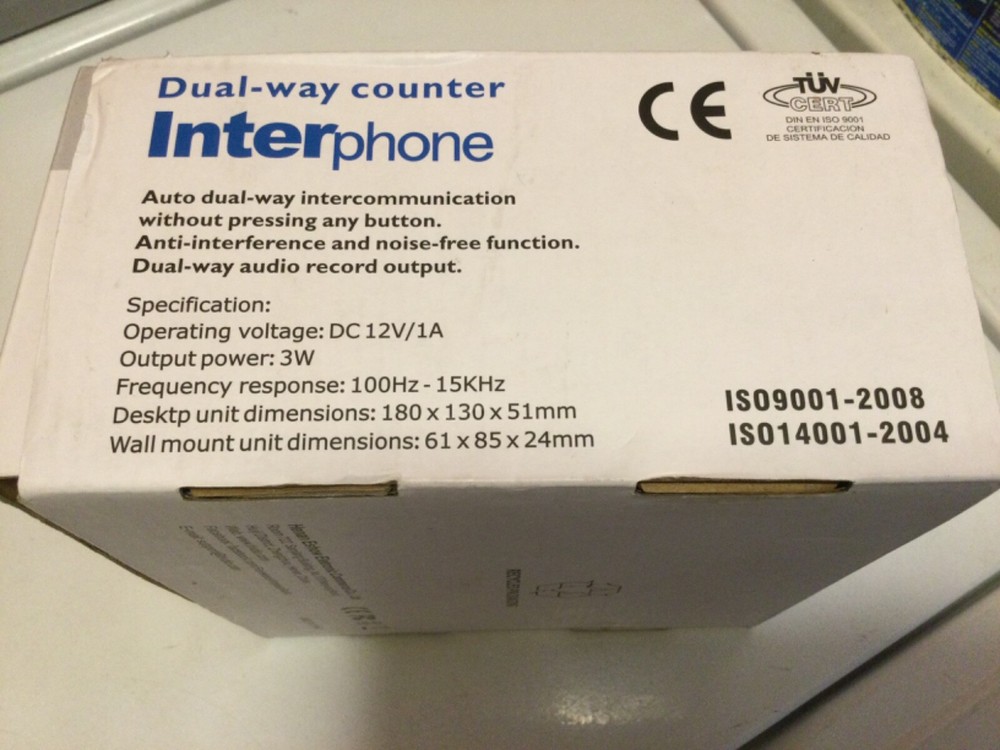 Dual-way counter
Interphone
Auto dual-way intercommunication
without pressing any button.
Anti-interference and noise-free function.
Dual-way audio record output.
Specification:
Operating voltage: DC 12V/1A
Output power: 3W
Frequency response: 100Hz - 15KHz
Desktp unit dimensions: 180 x 130 x 51mm
Wall mount unit dimensions: 61 x 85 x 24mm
CE
TÜV
CERT
DIN EN ISO 9001
CERTIFICACION
DE SISTEMA DE CALIDAD
ISO9001-2008
ISO14001-2004